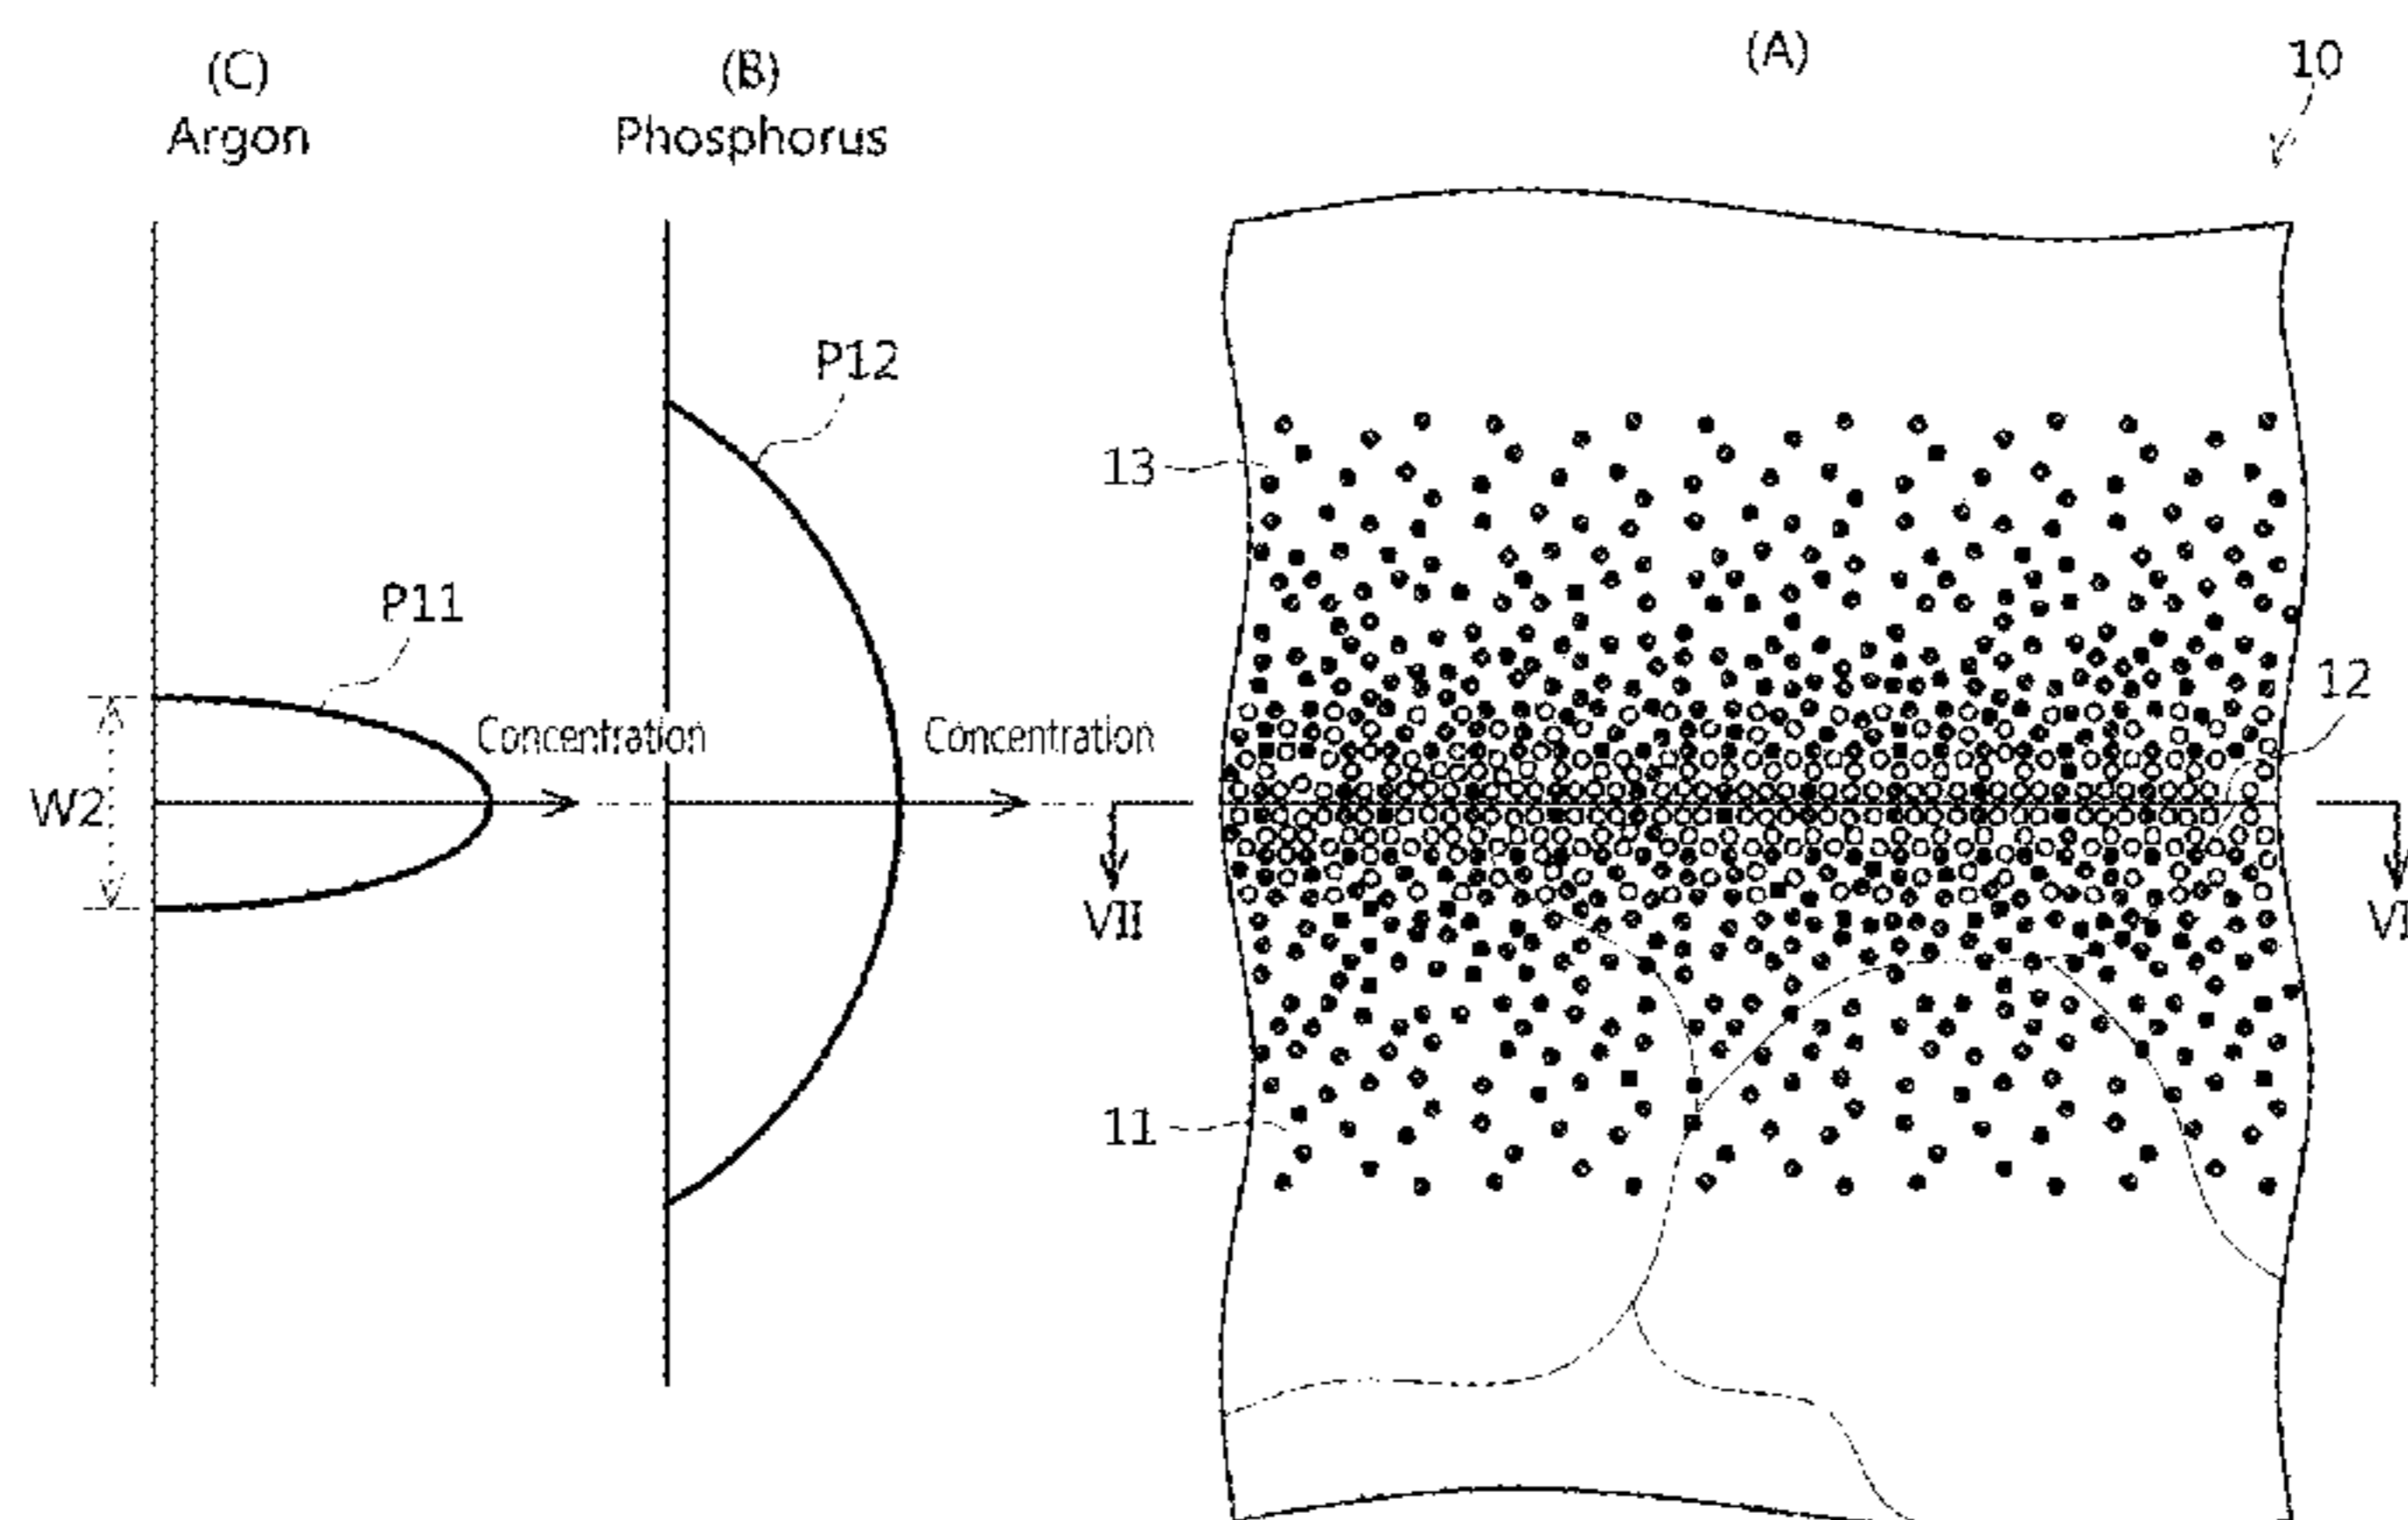 (C)
Argon
(B)
Phosphorus
(A)
10
P12
13
P11
12
Concentration
Concentration
W2
VII
11